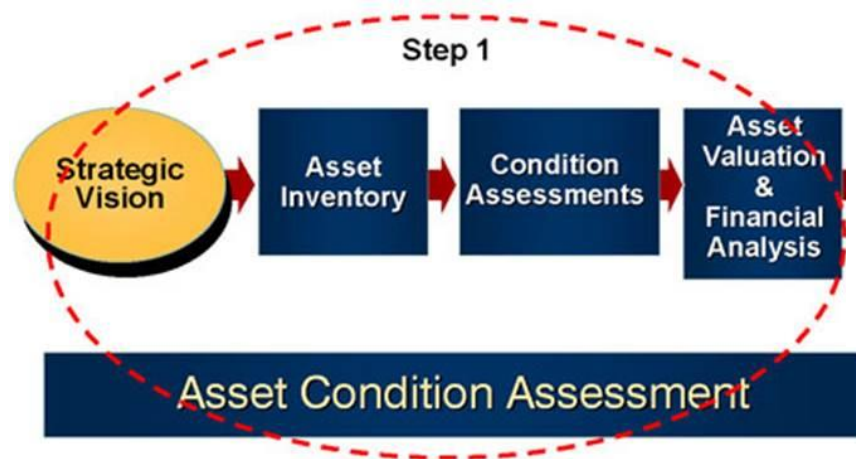 Step 1
Strategic
Vision
Asset
Inventory
Condition
Assessments
Asset
Valuation
&
Financial
Analysis
Asset Condition Assessment